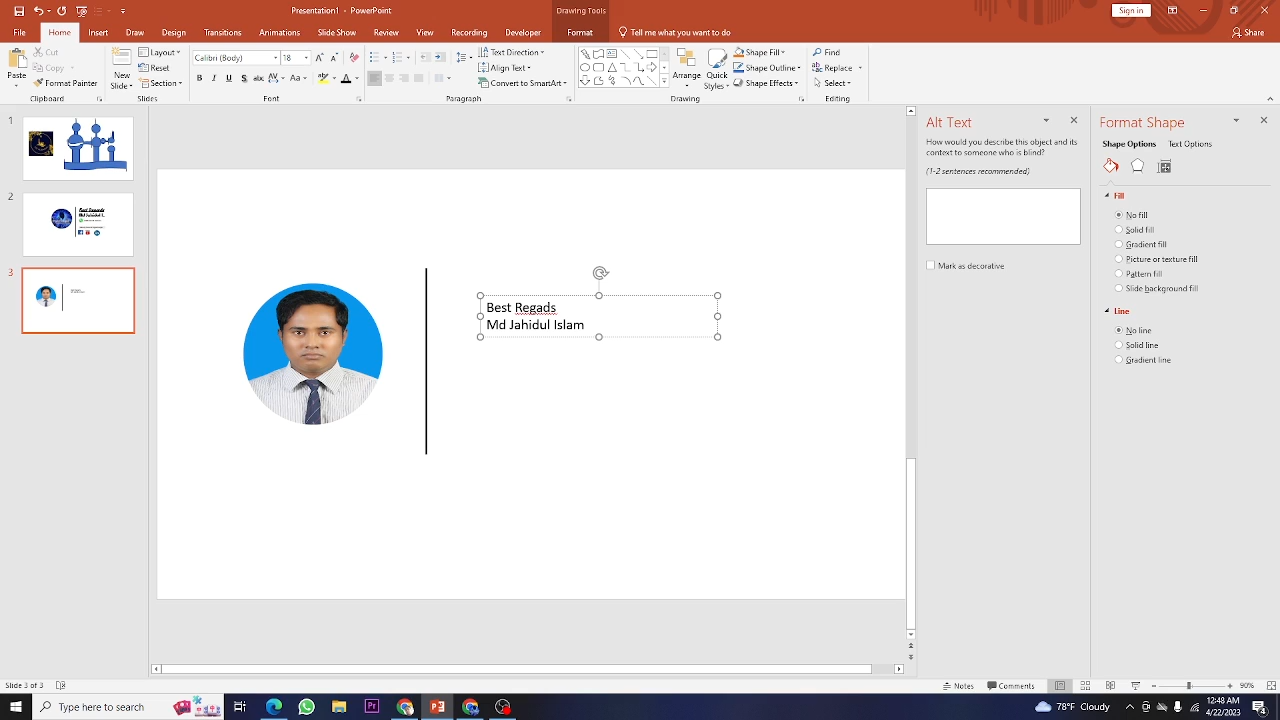 Presentation1 - PowerPoint
Drawing Tools
Sign in
File Home Insert Draw Design Transitions Animations Slide Show Review View Recording Developer Format Tell me what you want to do Share
Paste
Cut
Copy
Format Painter
Clipboard
New Slide
Layout
Reset
Section
Slides
Calibri (Body) 18
Font
Text Direction
Align Text
Convert to SmartArt
Paragraph
Arrange
Quick Styles
Shape Fill
Shape Outline
Shape Effects
Drawing
Find
Replace
Select
Editing
1
2
Best Regards
Md Jahidul I..
3
Best Regads
Md Jahidul Islam
Alt Text
How would you describe this object and its
context to someone who is blind?
(1-2 sentences recommended)
Mark as decorative
Format Shape
Shape Options Text Options
Fill
No fill
Solid fill
Gradient fill
Picture or texture fill
Pattern fill
Slide background fill
Line
No line
Solid line
Gradient line
Slide 3 of 3
Notes Comments 90%
Type here to search
78°F Cloudy
12:48 AM
4/22/2023